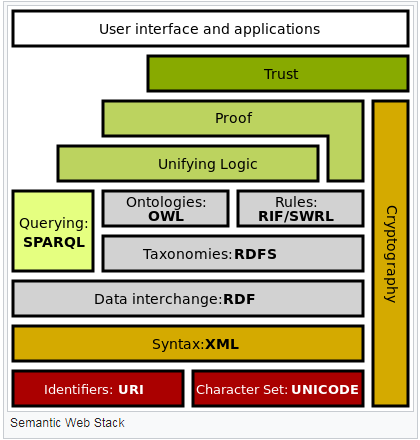 User interface and applications
Trust
Proof
Unifying Logic
Querying:
SPARQL
Ontologies:
OWL
Rules:
RIF/SWRL
Taxonomies:RDFS
Cryptography
Data interchange:RDF
Syntax:XML
Identifiers: URI
Character Set: UNICODE
Semantic Web Stack